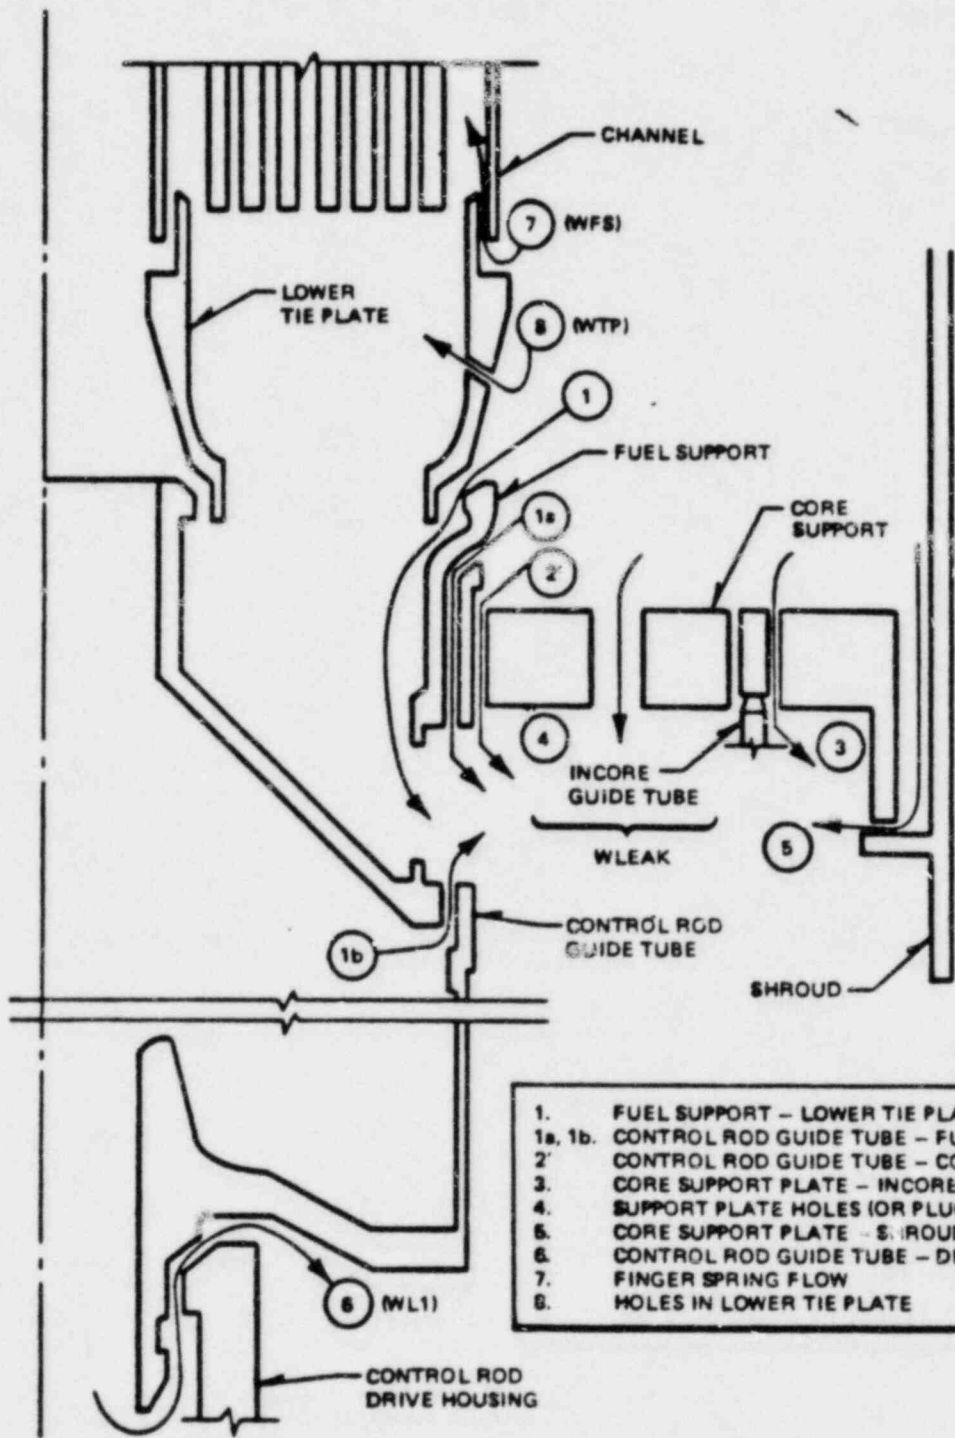 CHANNEL
7 (WFS)
LOWER
TIE PLATE
8 (WTP)
1
FUEL SUPPORT
1a
CORE
SUPPORT
2
4
3
INCORE
GUIDE TUBE
5
WLEAK
CONTROL ROD
GUIDE TUBE
1b
SHROUD
1. FUEL SUPPORT – LOWER TIE
1a, 1b. CONTROL ROD GUIDE TUBE –
2 CONTROL ROD GUIDE TUBE –
3. CORE SUPPORT PLATE – INCORE
4. SUPPORT PLATE HOLES (OR
5. CORE SUPPORT PLATE – SHROUD
6. CONTROL ROD GUIDE TUBE –
7. FINGER SPRING FLOW
8. HOLES IN LOWER TIE PLATE
6 (WL1)
CONTROL ROD
DRIVE HOUSING